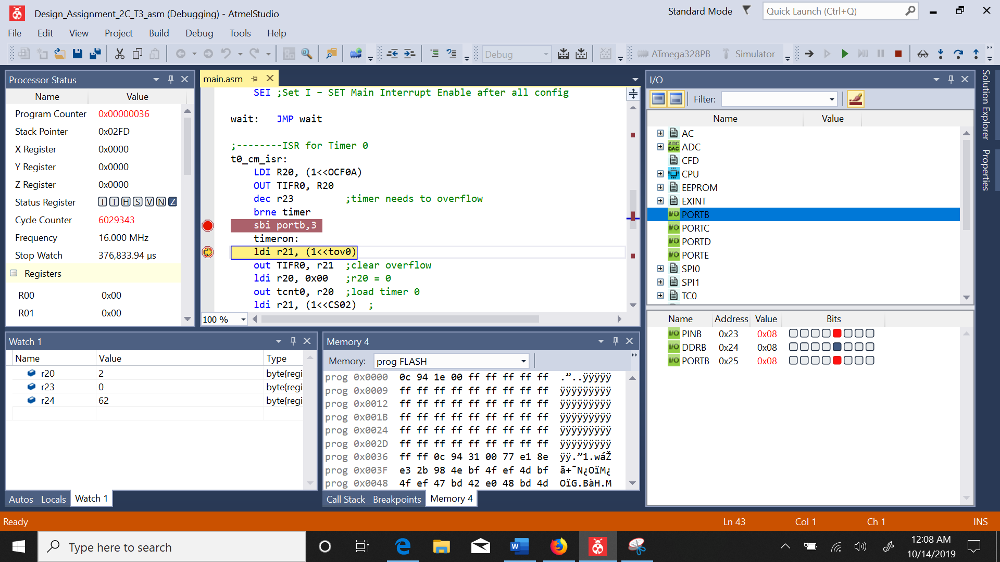 Design_Assignment_2C_T3_asm (Debugging) - AtmelStudio
Standard Mode
Quick Launch (Ctrl+Q)
File Edit View Project Build Debug Tools Help
Debug
ATmega328PB
Simulator
Processor Status
Name Value
Program Counter 0x00000036
Stack Pointer 0x02FD
X Register 0x0000
Y Register 0x0000
Z Register 0x0000
Status Register I T H S V N Z
Cycle Counter 6029343
Frequency 16.000 MHz
Stop Watch 376,833.94 µs
Registers
R00 0x00
R01 0x00
main.asm
SEI ;Set I – SET Main Interrupt Enable after all config
wait: JMP wait
;--------ISR for Timer 0
t0_cm_isr:
LDI R20, (1<<OCF0A)
OUT TIFR0, R20
dec r23 ;timer needs to overflow
brne timer
sbi portb,3
timeron:
ldi r21, (1<<tov0)
out TIFR0, r21 ;clear overflow
ldi r20, 0x00 ;r20 = 0
out tcnt0, r20 ;load timer 0
ldi r21, (1<<CS02) ;
100 %
I/O
Filter:
Name Value
AC
ADC DAC ADC
CFD
CPU
EEPROM
EXINT
I/O PORTB
I/O PORTC
I/O PORTD
I/O PORTE
SPI0
SPI1
TC0
Name Address Value Bits
I/O PINB 0x23 0x08
I/O DDRB 0x24 0x08
I/O PORTB 0x25 0x08
Solution Explorer
Properties
Watch 1
Name Value Type
r20 2 byte{regi
r23 0 byte{regi
r24 62 byte{regi
Autos Locals Watch 1
Memory 4
Memory: prog FLASH
prog 0x0000 0c 94 1e 00 ff ff ff ff ff .”..ÿÿÿÿÿ
prog 0x0009 ff ff ff ff ff ff ff ff ff ÿÿÿÿÿÿÿÿÿ
prog 0x0012 ff ff ff ff ff ff ff ff ff ÿÿÿÿÿÿÿÿÿ
prog 0x001B ff ff ff ff ff ff ff ff ff ÿÿÿÿÿÿÿÿÿ
prog 0x0024 ff ff ff ff ff ff ff ff ff ÿÿÿÿÿÿÿÿÿ
prog 0x002D ff ff ff ff ff ff ff ff ff ÿÿÿÿÿÿÿÿÿ
prog 0x0036 ff ff 0c 94 31 00 77 e1 8e ÿÿ.”1.wáŽ
prog 0x003F e3 2b 98 4e bf 4f ef 4d bf ã+˜N¿OïM¿
prog 0x0048 4f ef 47 bd 42 e0 48 bd 4d OïG.BàH.M
Call Stack Breakpoints Memory 4
Ready
Ln 43 Col 1 Ch 1 INS
Type here to search
12:08 AM
10/14/2019